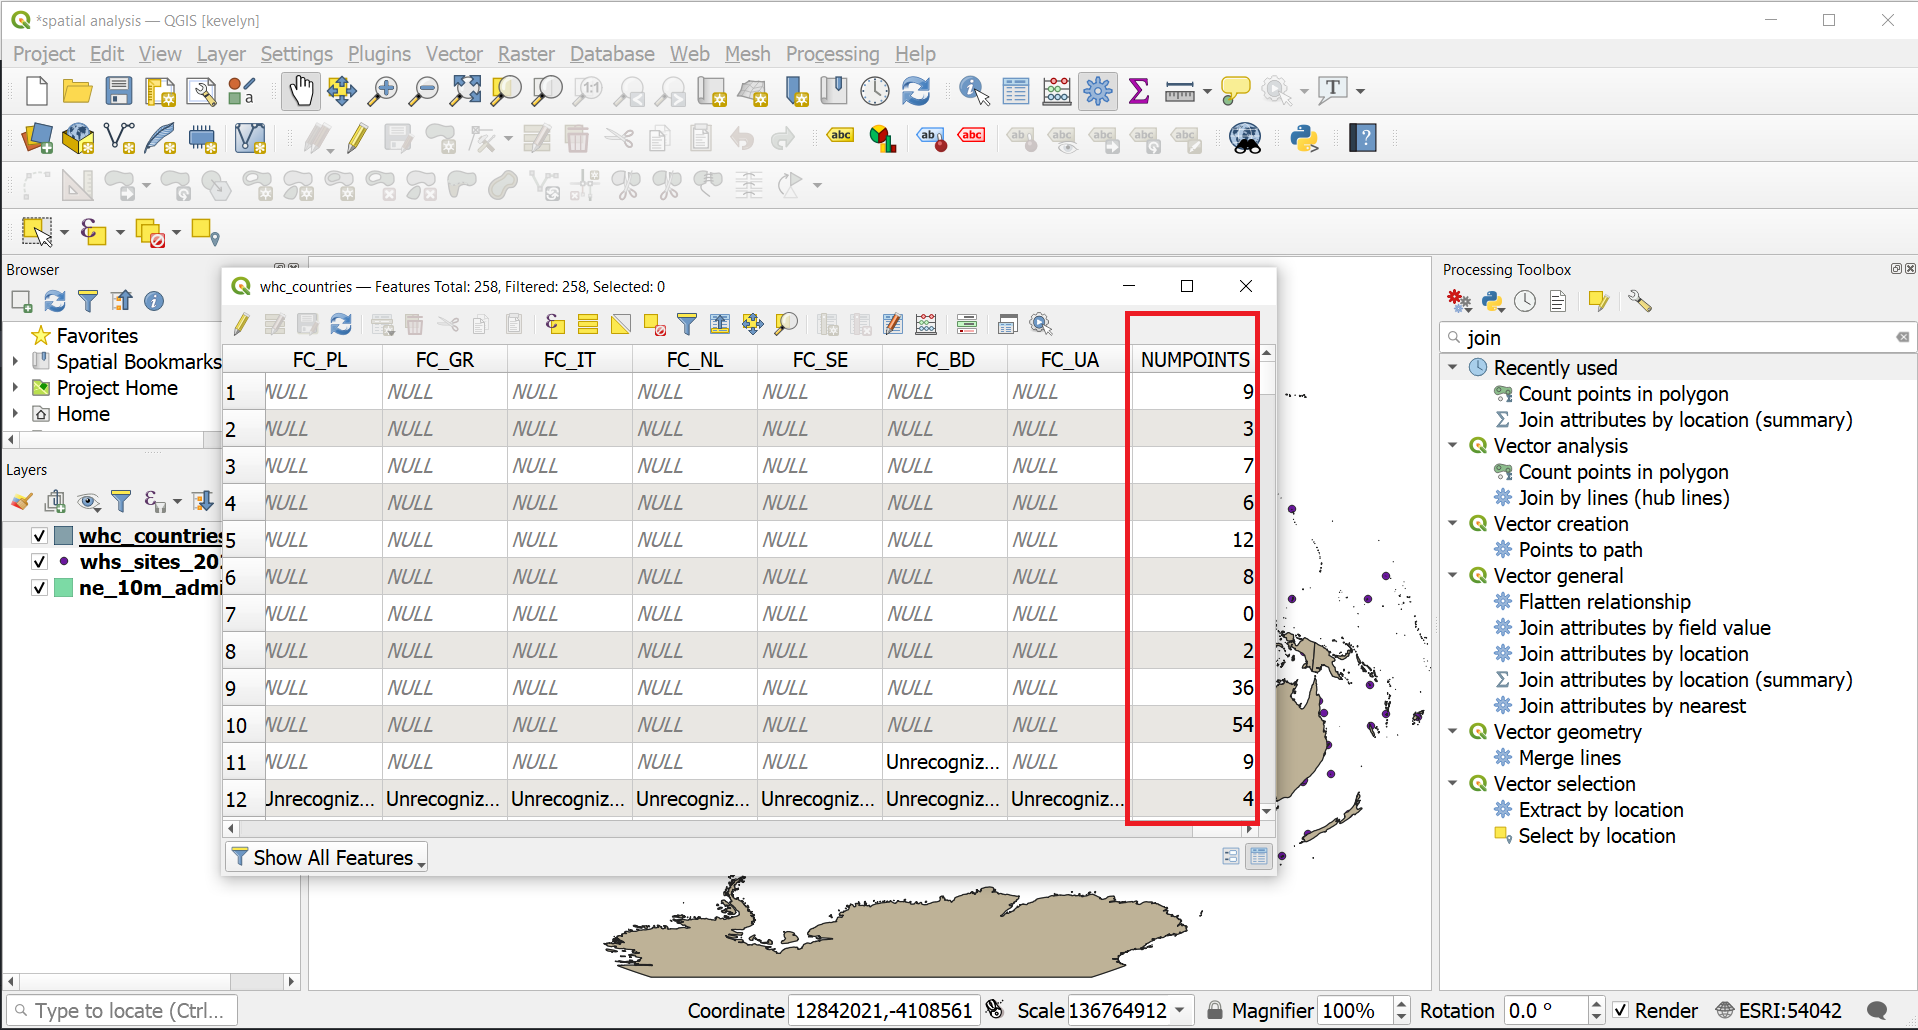 *spatial analysis — QGIS [kevelyn]
Project Edit View Layer Settings Plugins Vector Raster Database Web Mesh Processing Help
Browser
Favorites
Spatial Bookmarks
Project Home
Home
Layers
whc_countries
whs_sites_20
ne_10m_adm
whc_countries — Features Total: 258, Filtered: 258, Selected: 0
FC_PL FC_GR FC_IT FC_NL FC_SE FC_BD FC_UA NUMPOINTS
1 NULL NULL NULL NULL NULL NULL NULL 9
2 NULL NULL NULL NULL NULL NULL NULL 3
3 NULL NULL NULL NULL NULL NULL NULL 7
4 NULL NULL NULL NULL NULL NULL NULL 6
5 NULL NULL NULL NULL NULL NULL NULL 12
6 NULL NULL NULL NULL NULL NULL NULL 8
7 NULL NULL NULL NULL NULL NULL NULL 0
8 NULL NULL NULL NULL NULL NULL NULL 2
9 NULL NULL NULL NULL NULL NULL NULL 36
10 NULL NULL NULL NULL NULL NULL NULL 54
11 NULL NULL NULL NULL NULL Unrecogniz... NULL 9
12 Unrecogniz... Unrecogniz... Unrecogniz... Unrecogniz... Unrecogniz... Unrecogniz... Unrecogniz... 4
Show All Features
Processing Toolbox
join
Recently used
Count points in polygon
Join attributes by location (summary)
Vector analysis
Count points in polygon
Join by lines (hub lines)
Vector creation
Points to path
Vector general
Flatten relationship
Join attributes by field value
Join attributes by location
Join attributes by location (summary)
Join attributes by nearest
Vector geometry
Merge lines
Vector selection
Extract by location
Select by location
Type to locate (Ctrl... Coordinate 12842021,-4108561 Scale 136764912 Magnifier 100% Rotation 0.0 ° Render ESRI:54042